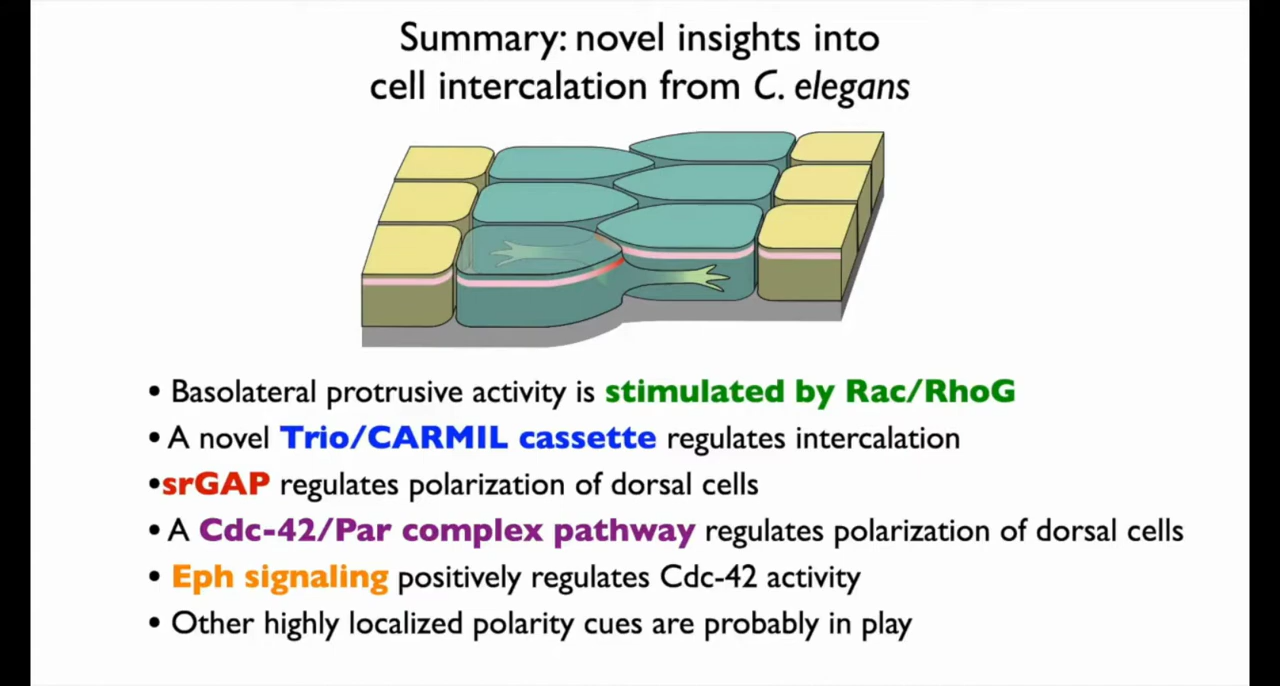 Summary: novel insights into
cell intercalation from C. elegans
• Basolateral protrusive activity is stimulated by Rac/RhoG
• A novel Trio/CARMIL cassette regulates intercalation
•srGAP regulates polarization of dorsal cells
• A Cdc-42/Par complex pathway regulates polarization of dorsal cells
• Eph signaling positively regulates Cdc-42 activity
• Other highly localized polarity cues are probably in play